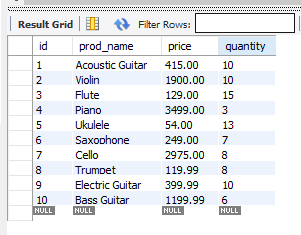 Result Grid Filter Rows:
id prod_name price quantity
1 Acoustic Guitar 415.00 10
2 Violin 1900.00 10
3 Flute 129.00 15
4 Piano 3499.00 3
5 Ukulele 54.00 13
6 Saxophone 249.00 7
7 Cello 2975.00 8
8 Trumpet 119.99 8
9 Electric Guitar 399.99 10
10 Bass Guitar 1199.99 6
NULL NULL NULL NULL